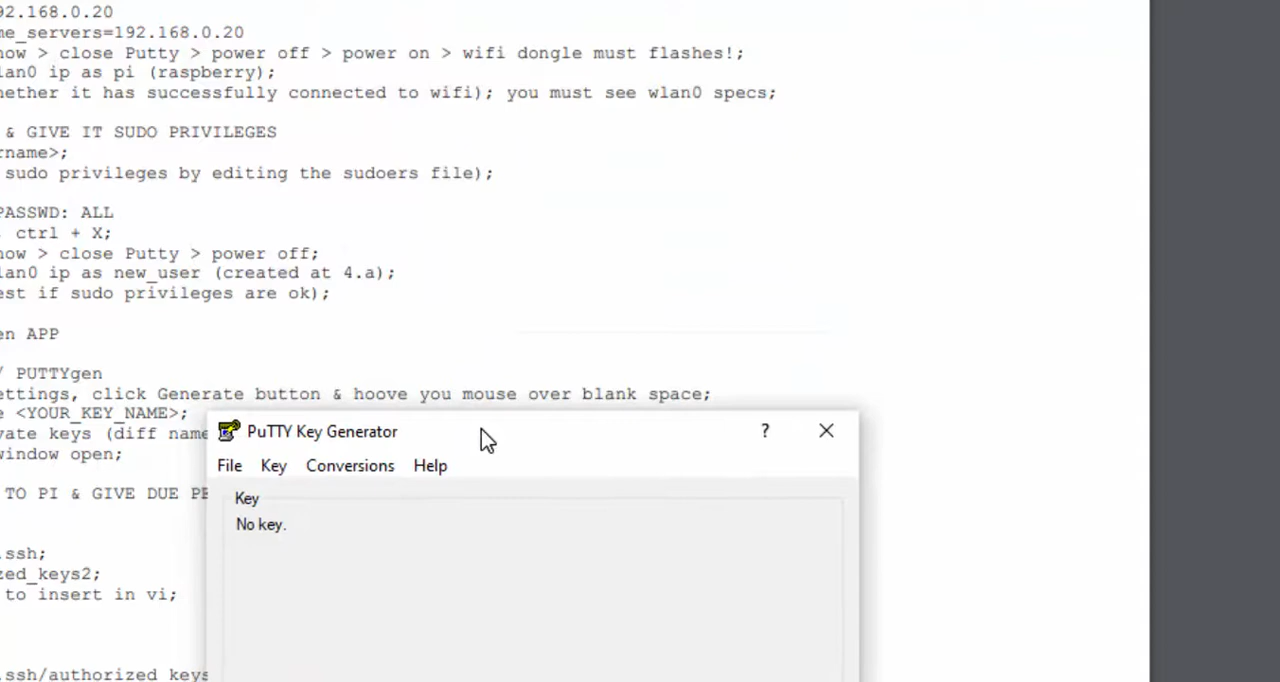 92.168.0.20
me_servers=192.168.0.20
now > close Putty > power off > power on > wifi dongle must flashes!;
lan0 ip as pi (raspberry);
hether it has successfully connected to wifi); you must see wlan0 specs;
& GIVE IT SUDO PRIVILEGES
rname>;
sudo privileges by editing the sudoers file);
PASSWD: ALL
ctrl + X;
now > close Putty > power off;
lan0 ip as new_user (created at 4.a);
est if sudo privileges are ok);
en APP
/ PUTTYgen
ettings, click Generate button & hoove you mouse over blank space;
e <YOUR_KEY_NAME>;
vate keys (diff name
window open;
TO PI & GIVE DUE PE
.ssh;
zed_keys2;
to insert in vi;
.ssh/authorized_keys
PuTTY Key Generator
?
File Key Conversions Help
Key
No key.